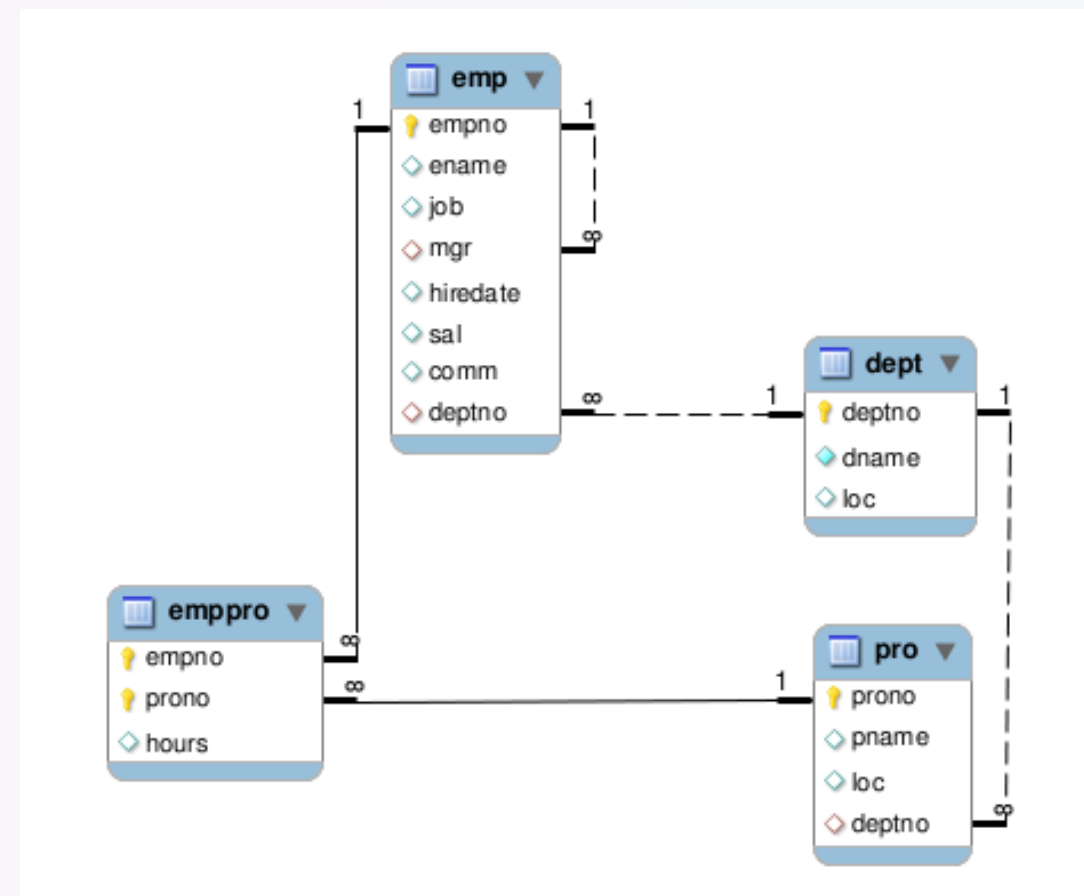 emp
1
1
empno
ename
job
mgr
∞
hiredate
sal
comm
deptno
∞
1
dept
1
deptno
dname
loc
emppro
∞
empno
prono
∞
hours
1
pro
prono
pname
loc
deptno
∞